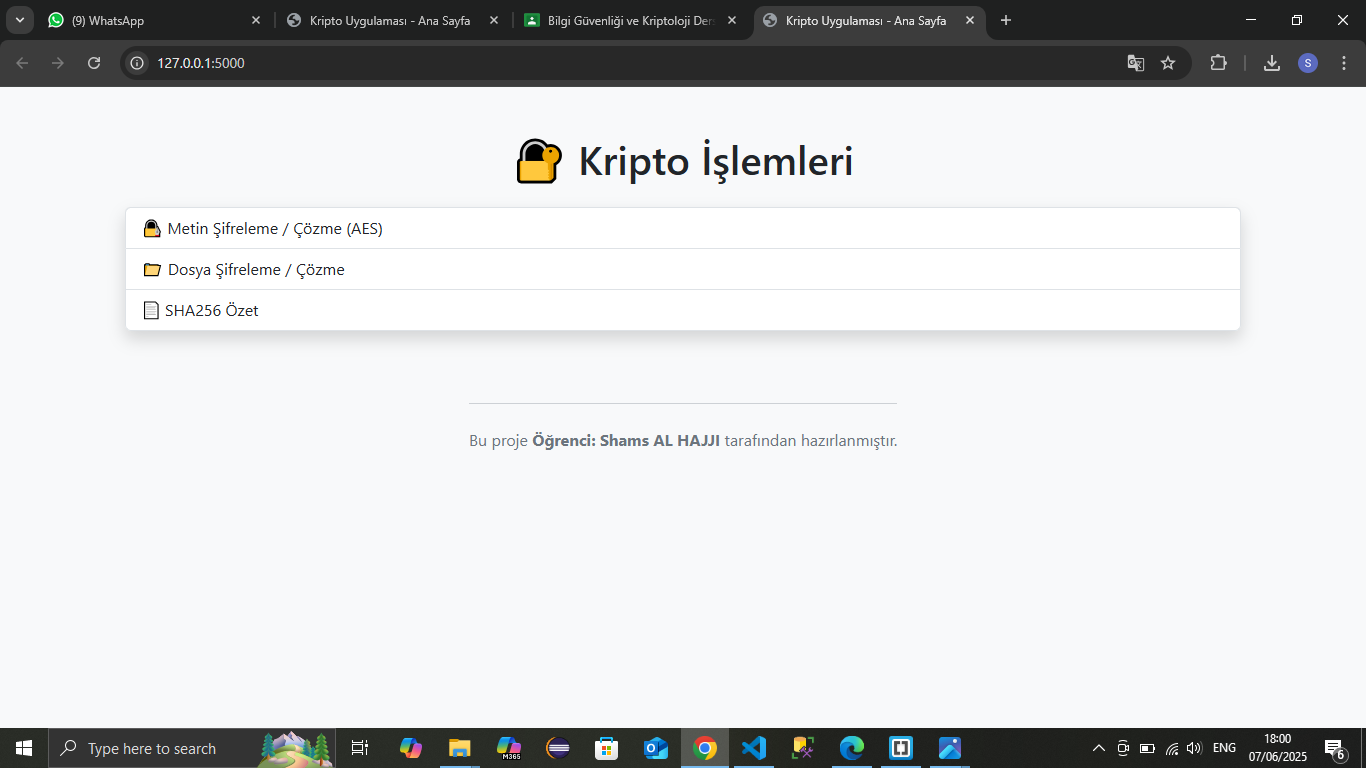 (9) WhatsApp
Kripto Uygulaması - Ana Sayfa
Bilgi Güvenliği ve Kriptoloji Ders
Kripto Uygulaması - Ana Sayfa
127.0.0.1:5000
S
Kripto İşlemleri
Metin Şifreleme / Çözme (AES)
Dosya Şifreleme / Çözme
SHA256 Özet
Bu proje Öğrenci: Shams AL HAJJI tarafından hazırlanmıştır.
Type here to search
M365
ENG
18:00
07/06/2025
6